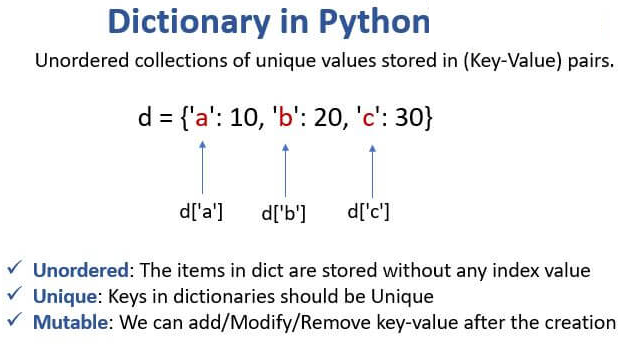 Dictionary in Python
Unordered collections of unique values stored in (Key-Value) pairs.
d = {'a': 10, 'b': 20, 'c': 30}
d['a'] d['b'] d['c']
✓ Unordered: The items in dict are stored without any index value
✓ Unique: Keys in dictionaries should be Unique
✓ Mutable: We can add/Modify/Remove key-value after the creation